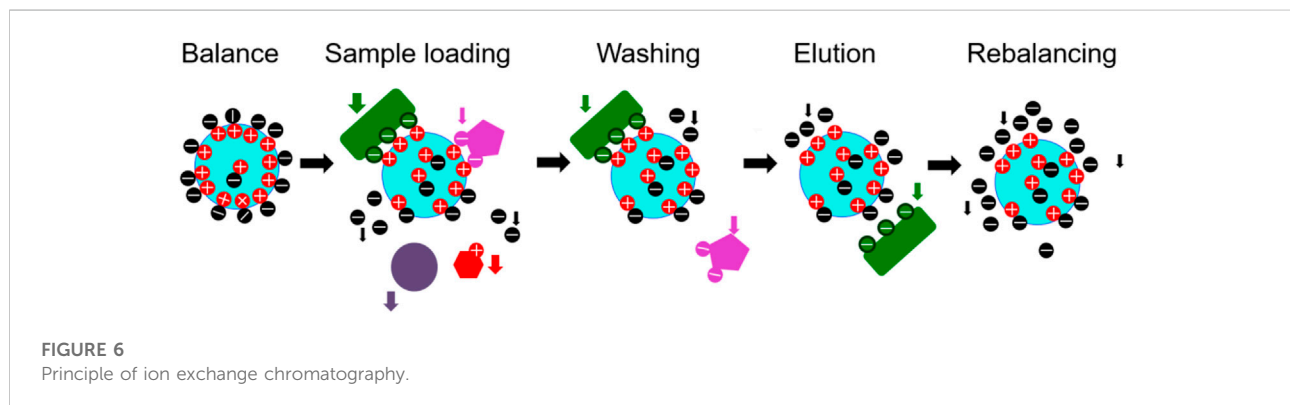 Balance Sample loading Washing Elution Rebalancing
FIGURE 6
Principle of ion exchange chromatography.